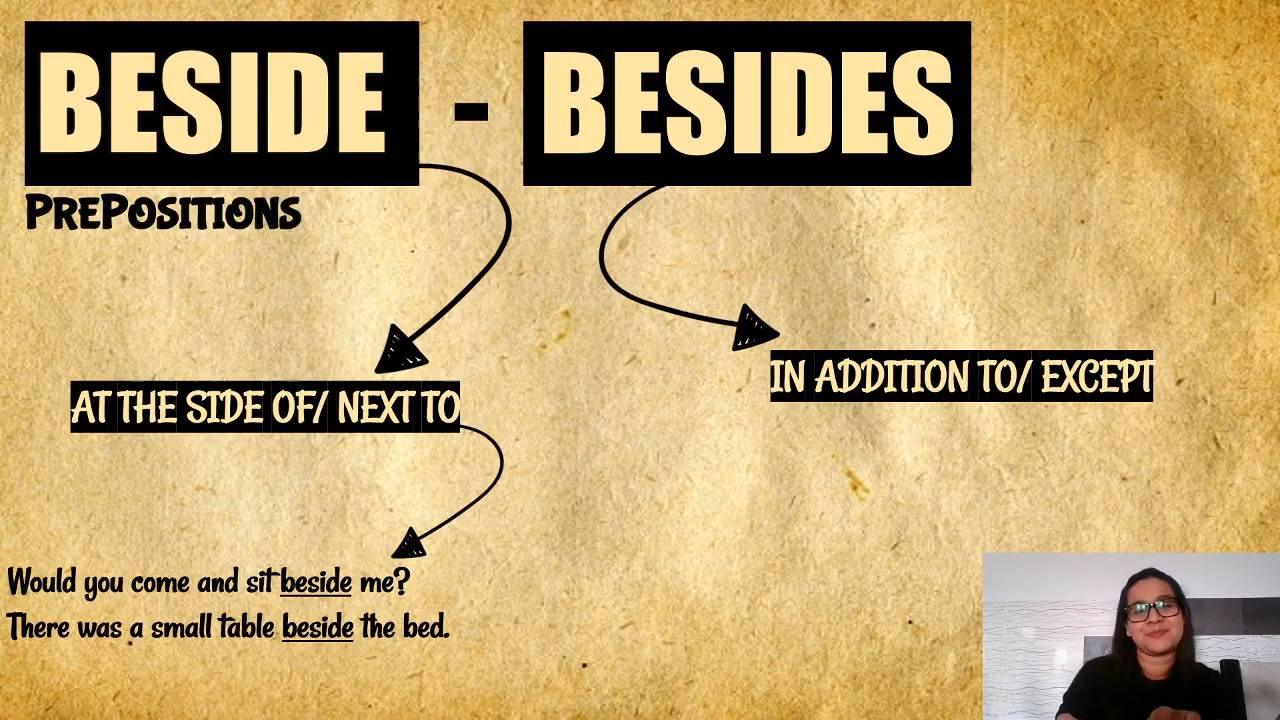 BESIDE - BESIDES
PREPOSITIONS
AT THE SIDE OF/ NEXT TO
IN ADDITION TO/ EXCEPT
Would you come and sit beside me?
There was a small table beside the bed.